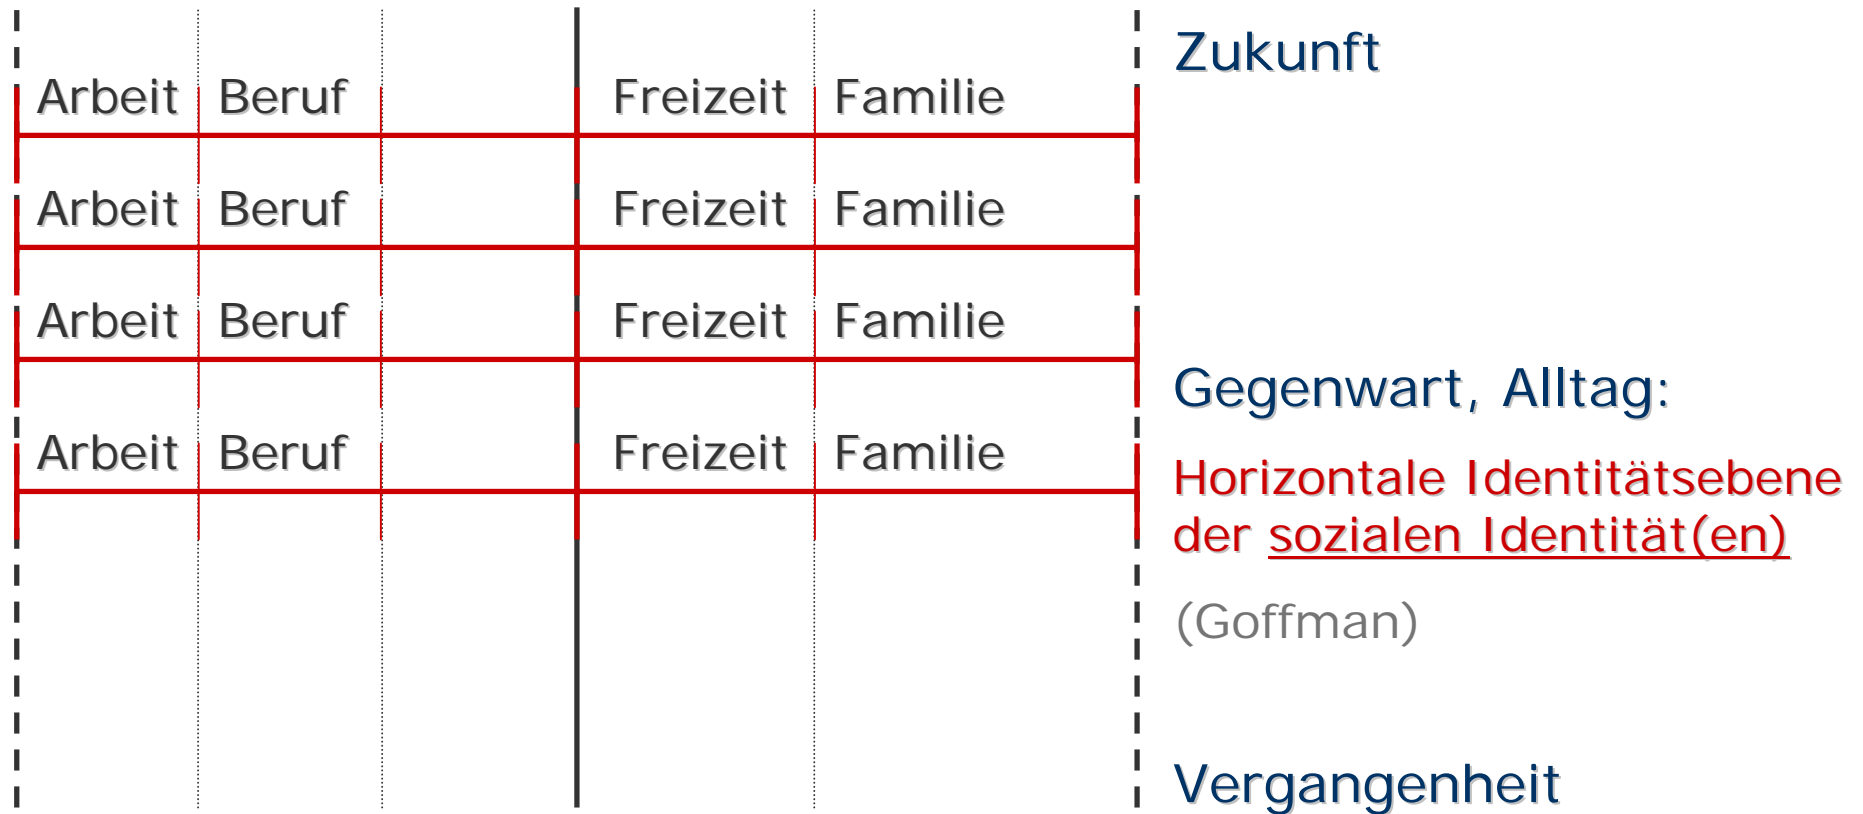 Zukunft
Arbeit Beruf Freizeit Familie
Arbeit Beruf Freizeit Familie
Arbeit Beruf Freizeit Familie
Gegenwart, Alltag:
Arbeit Beruf Freizeit Familie
Horizontale Identitätsebene
der sozialen Identität(en)
(Goffman)
Vergangenheit